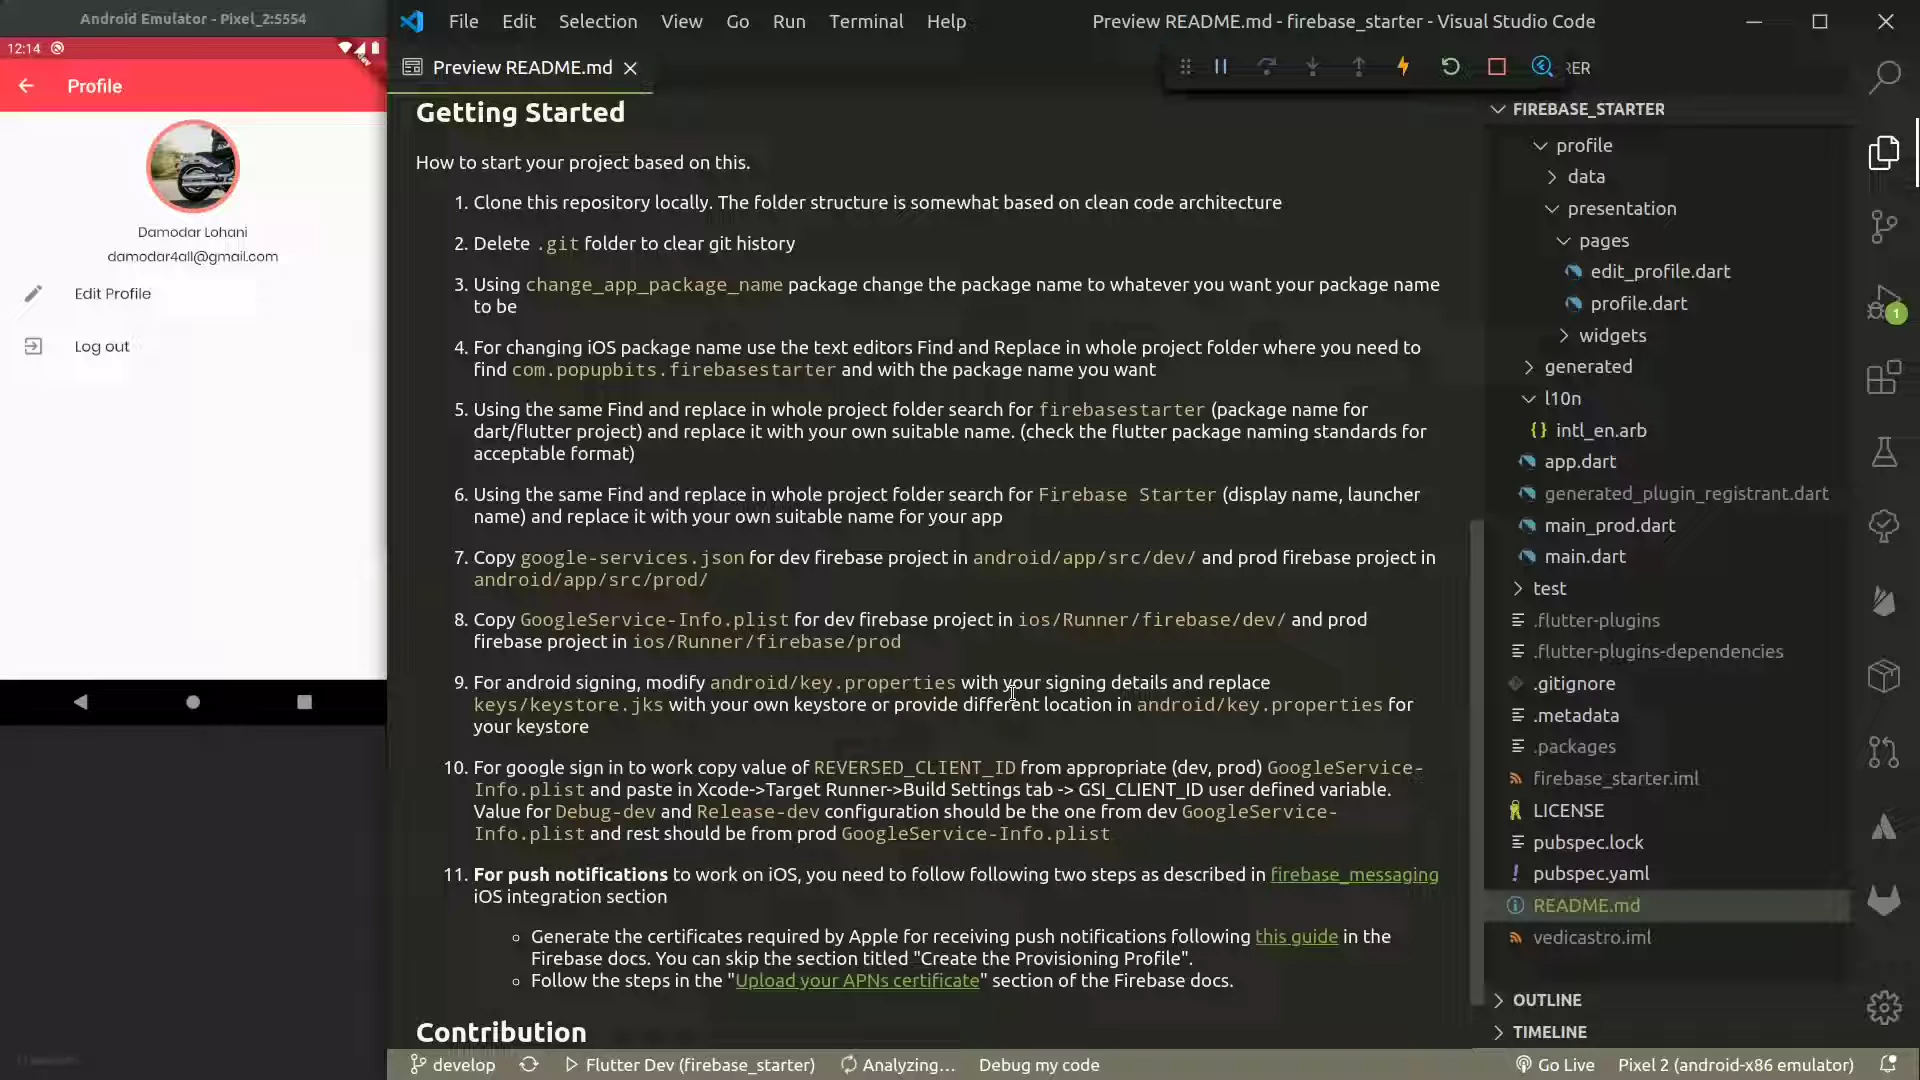 Android Emulator - Pixel_2:5554
12:14
Profile
Damodar Lohani
damodar4all@gmail.com
Edit Profile
Log out
File Edit Selection View Go Run Terminal Help
Preview README.md - firebase_starter - Visual Studio Code
Preview README.md
RER
Getting Started
How to start your project based on this.
1. Clone this repository locally. The folder structure is somewhat based on clean code architecture
2. Delete .git folder to clear git history
3. Using change_app_package_name package change the package name to whatever you want your package name
to be
4. For changing iOS package name use the text editors Find and Replace in whole project folder where you need to
find com.popupbits.firebasestarter and with the package name you want
5. Using the same Find and replace in whole project folder search for firebasestarter (package name for
dart/flutter project) and replace it with your own suitable name. (check the flutter package naming standards for
acceptable format)
6. Using the same Find and replace in whole project folder search for Firebase Starter (display name, launcher
name) and replace it with your own suitable name for your app
7. Copy google-services.json for dev firebase project in android/app/src/dev/ and prod firebase project in
android/app/src/prod/
8. Copy GoogleService-Info.plist for dev firebase project in ios/Runner/firebase/dev/ and prod
firebase project in ios/Runner/firebase/prod
9. For android signing, modify android/key.properties with your signing details and replace
keys/keystore.jks with your own keystore or provide different location in android/key.properties for
your keystore
10. For google sign in to work copy value of REVERSED_CLIENT_ID from appropriate (dev, prod) GoogleService-
Info.plist and paste in Xcode->Target Runner->Build Settings tab -> GSI_CLIENT_ID user defined variable.
Value for Debug-dev and Release-dev configuration should be the one from dev GoogleService-
Info.plist and rest should be from prod GoogleService-Info.plist
11. For push notifications to work on iOS, you need to follow following two steps as described in firebase_messaging
iOS integration section
Generate the certificates required by Apple for receiving push notifications following this guide in the
Firebase docs. You can skip the section titled "Create the Provisioning Profile".
Follow the steps in the "Upload your APNs certificate" section of the Firebase docs.
Contribution
FIREBASE_STARTER
profile
data
presentation
pages
edit_profile.dart
profile.dart
widgets
generated
l10n
{} intl_en.arb
app.dart
generated_plugin_registrant.dart
main_prod.dart
main.dart
test
.flutter-plugins
.flutter-plugins-dependencies
.gitignore
.metadata
.packages
firebase_starter.iml
LICENSE
pubspec.lock
! pubspec.yaml
README.md
vedicastro.iml
OUTLINE
TIMELINE
1
develop
Flutter Dev (firebase_starter)
Analyzing...
Debug my code
Go Live
Pixel 2 (android-x86 emulator)